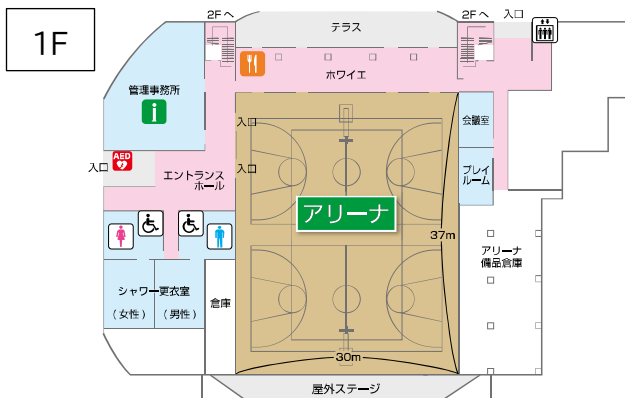 1F
2Fへ
2Fへ
入口
テラス
ホワイエ
管理事務所
i
入口
会議室
AED
入口
入口
エントランス
ホール
プレイ
ルーム
アリーナ
37m
アリーナ
備品倉庫
シャワー更衣室
（女性）
（男性）
倉庫
30m
屋外ステージ